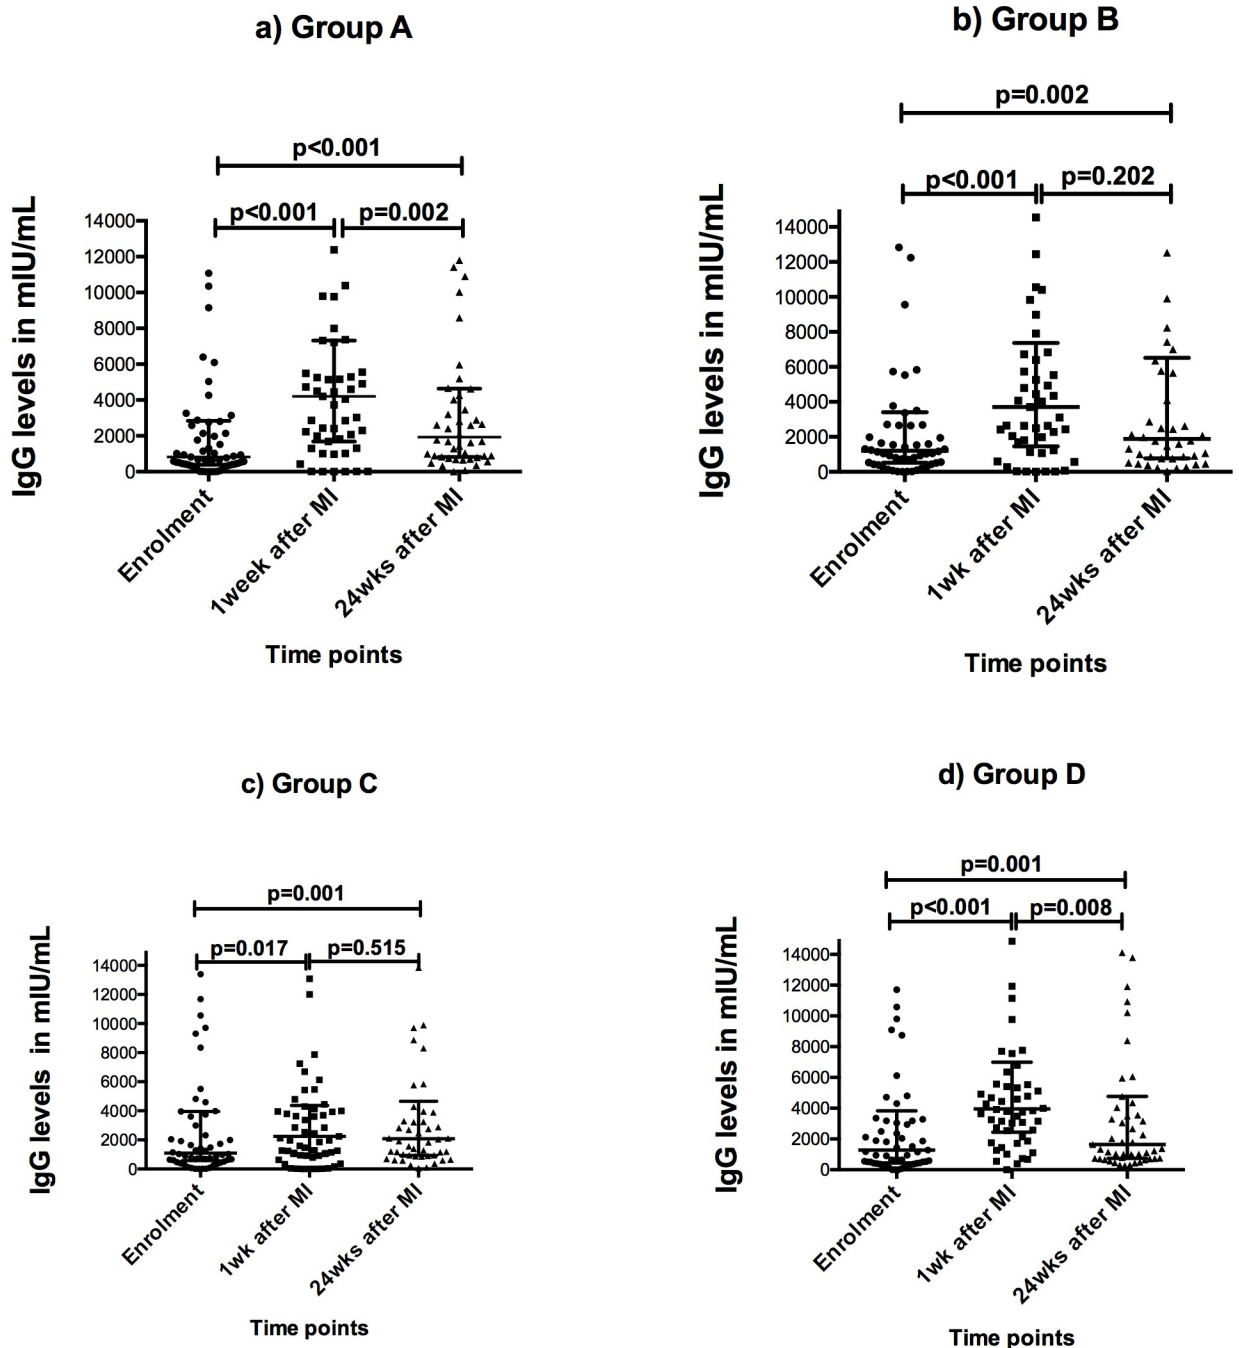 a) Group A
p<0.001
p<0.001
p=0.002
IgG levels in mIU/mL
14000
12000
10000
8000
6000
4000
2000
0
Enrolment
1week after MI
24wks after MI
Time points
b) Group B
p=0.002
p<0.001
p=0.202
IgG levels in mIU/mL
14000
12000
10000
8000
6000
4000
2000
0
Enrolment
1wk after MI
24wks after MI
Time points
c) Group C
p=0.001
p=0.017
p=0.515
IgG levels in mIU/mL
14000
12000
10000
8000
6000
4000
2000
0
Enrolment
1wk after MI
24wks after MI
Time points
d) Group D
p=0.001
p<0.001
p=0.008
IgG levels in mIU/mL
14000
12000
10000
8000
6000
4000
2000
0
Enrolment
1wk after MI
24wks after MI
Time points